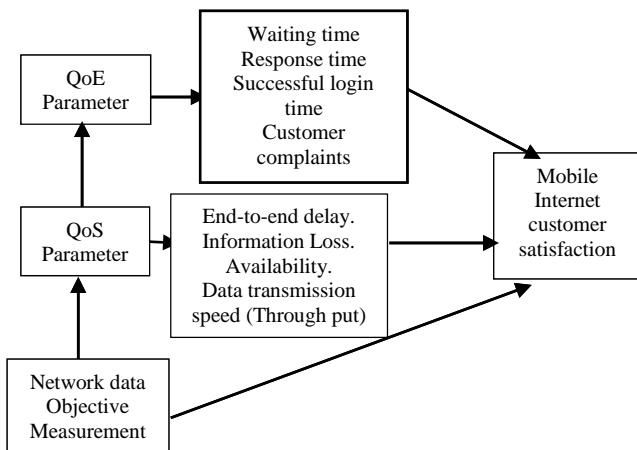 Waiting time
Response time
Successful login
time
Customer
complaints
QoE
Parameter
Mobile
Internet
customer
satisfaction
QoS
Parameter
End-to-end delay.
Information Loss.
Availability.
Data transmission
speed (Through put)
Network data
Objective
Measurement